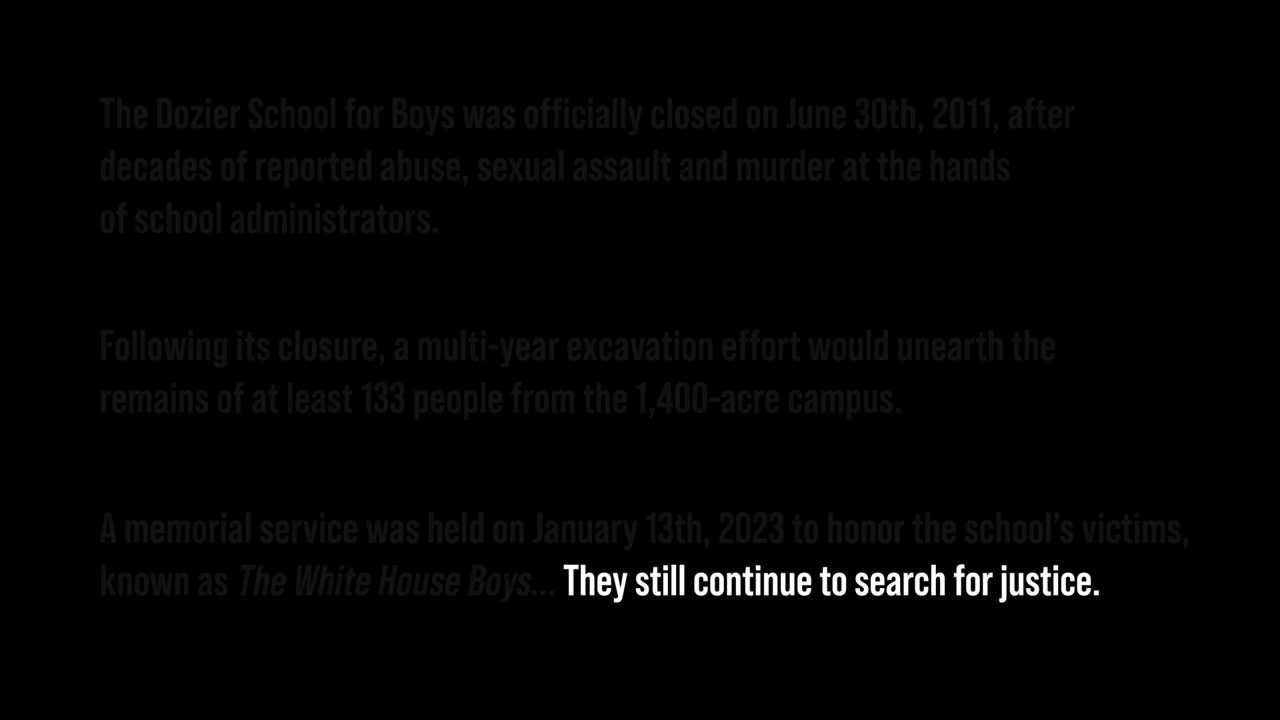 The Dozier School for Boys was officially closed on June 30th, 2011, after
decades of reported abuse, sexual assault and murder at the hands
of school administrators.
Following its closure, a multi-year excavation effort would unearth the
remains of at least 133 people from the 1,400-acre campus.
A memorial service was held on January 13th, 2023 to honor the school’s victims,
known as The White House Boys... They still continue to search for justice.